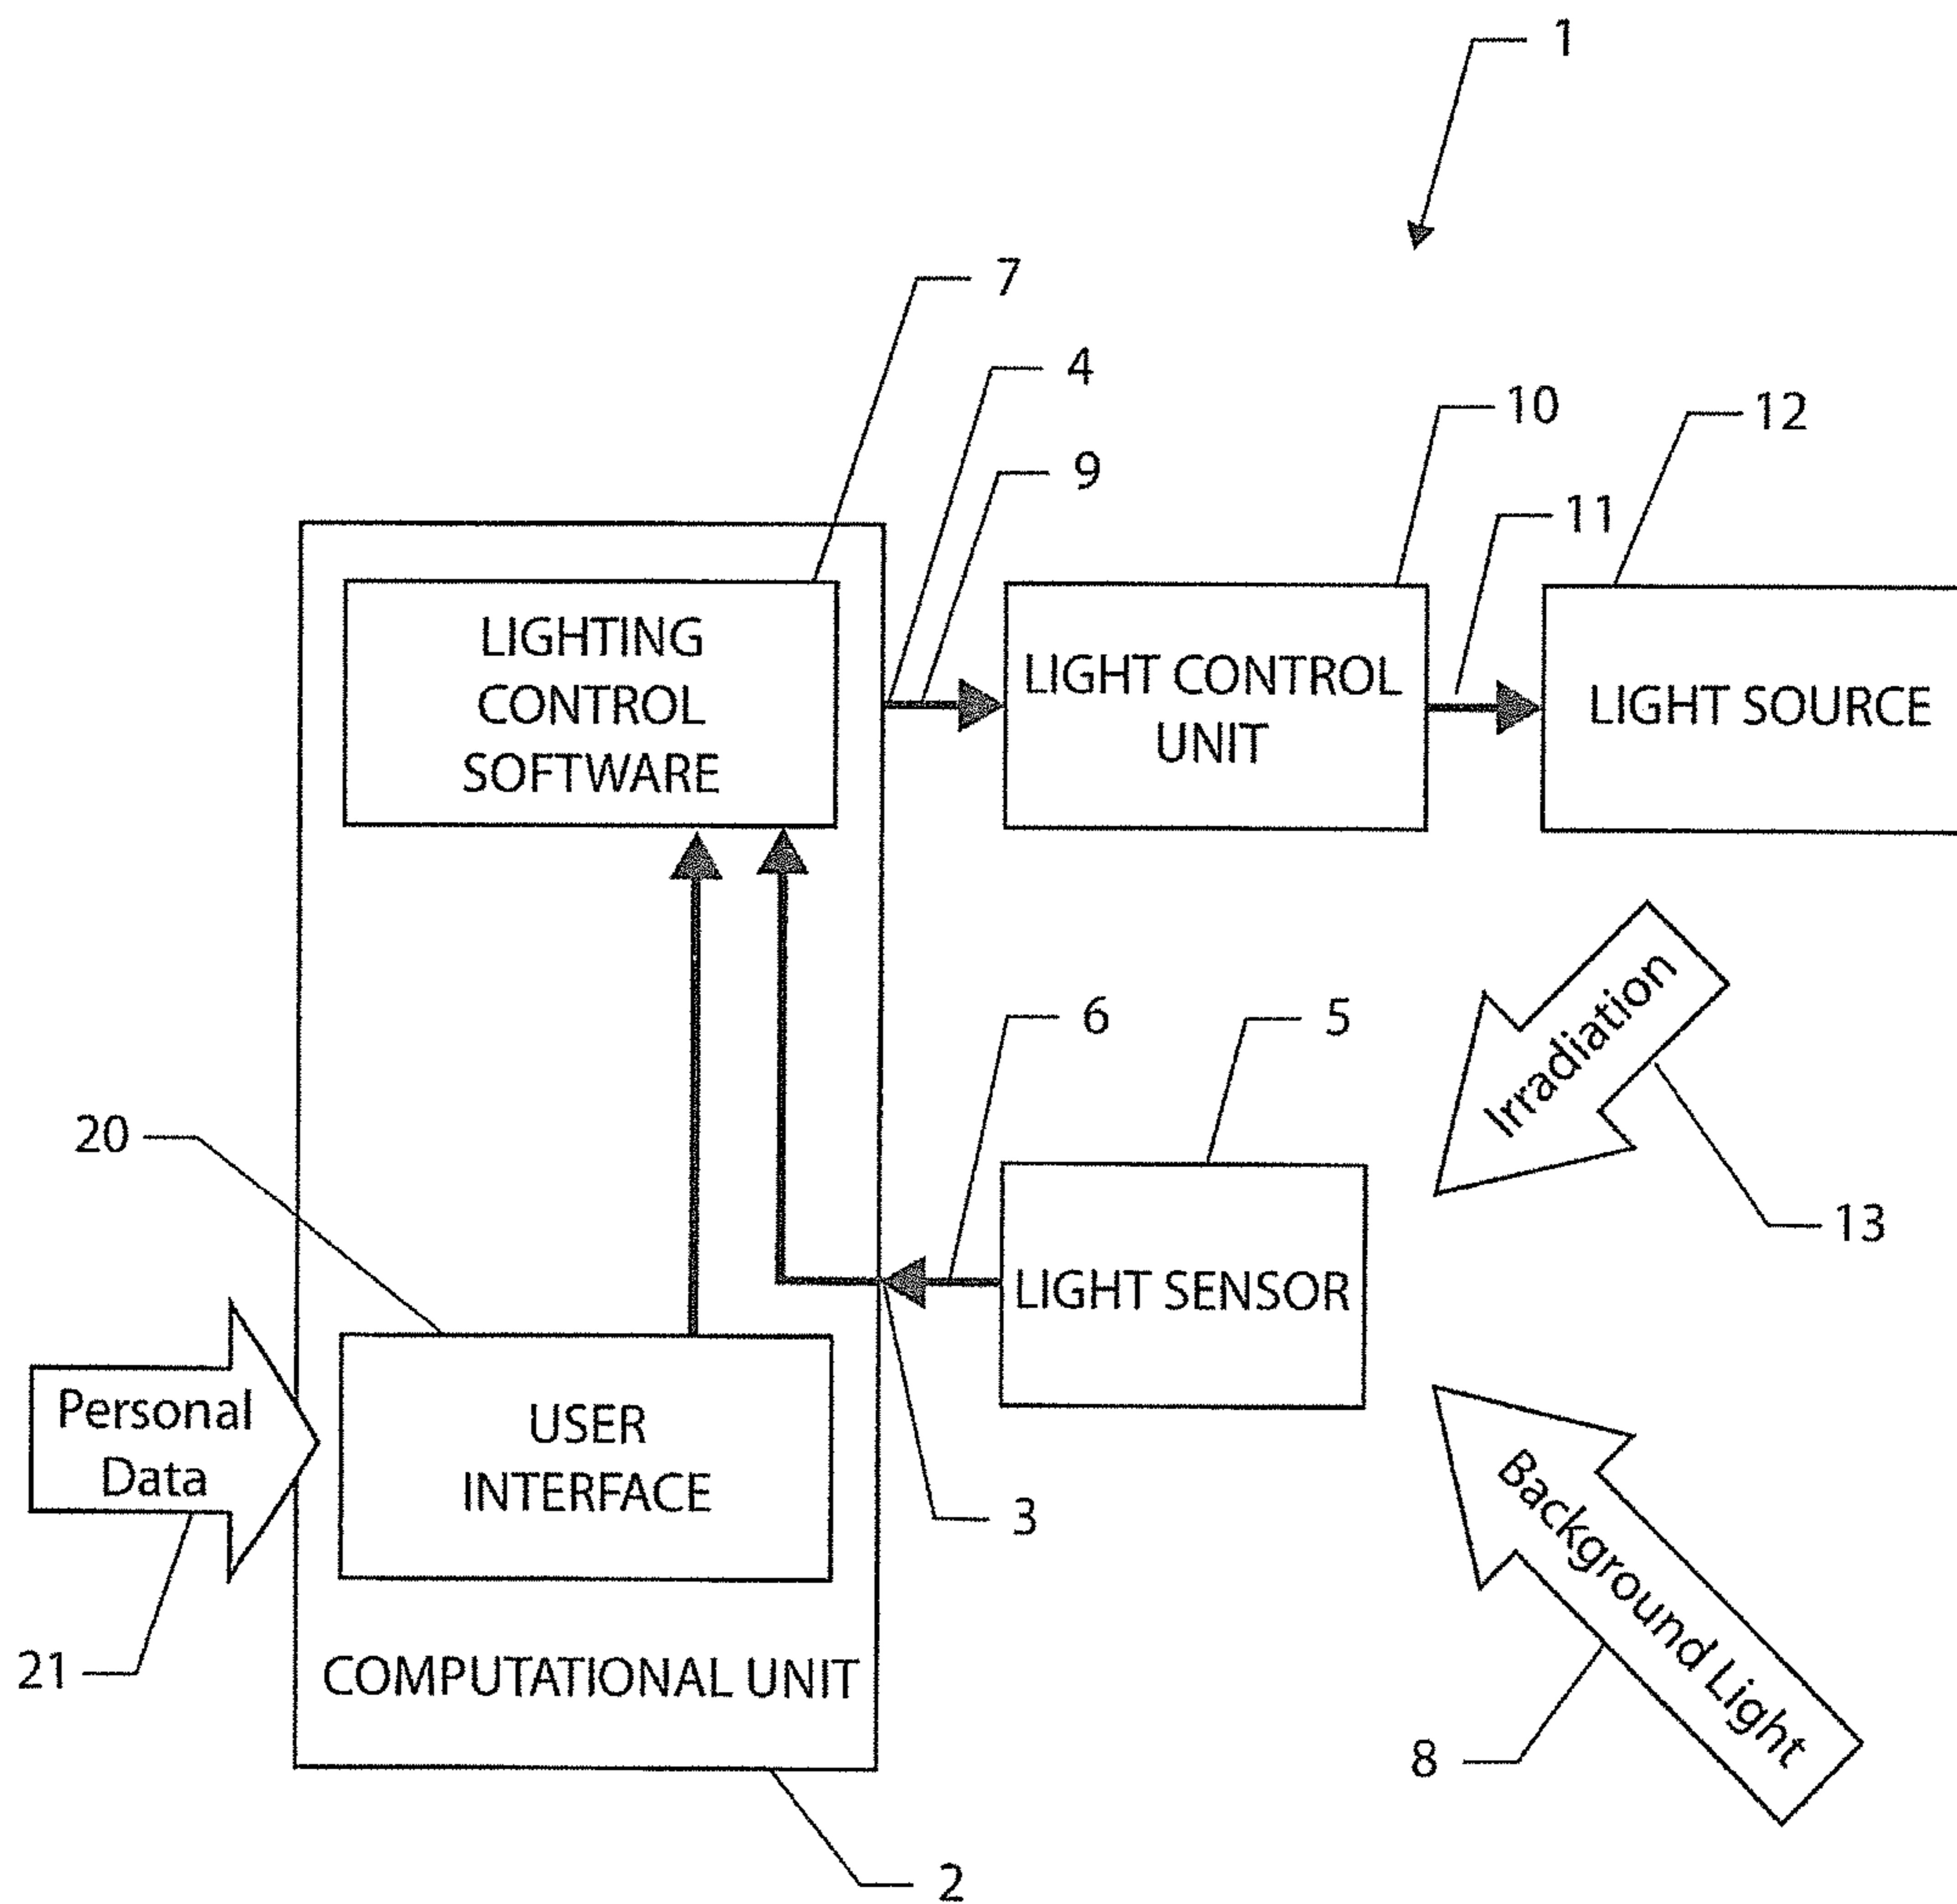 1
7
4
10
12
9
11
LIGHTING
CONTROL
SOFTWARE
LIGHT CONTROL
UNIT
LIGHT SOURCE
Irradiation
6
5
20
13
LIGHT SENSOR
Personal
Data
USER
INTERFACE
3
Background Light
21
COMPUTATIONAL UNIT
8
2